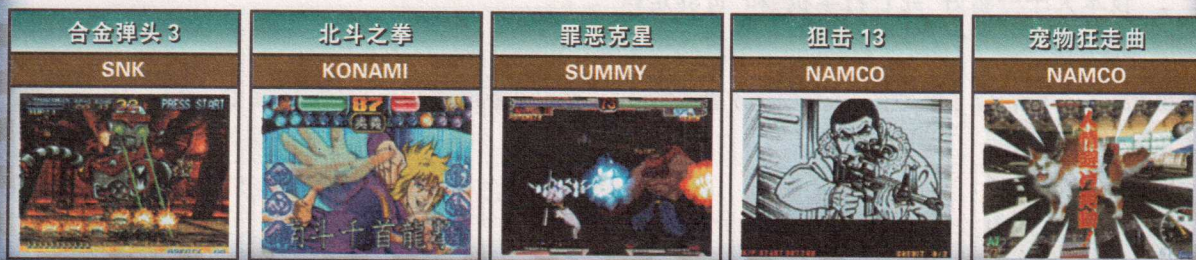 合金弹头 3
SNK
PRESS START
北斗之拳
KONAMI
87
罪恶克星
SUMMY
狙击 13
NAMCO
宠物狂走曲
NAMCO